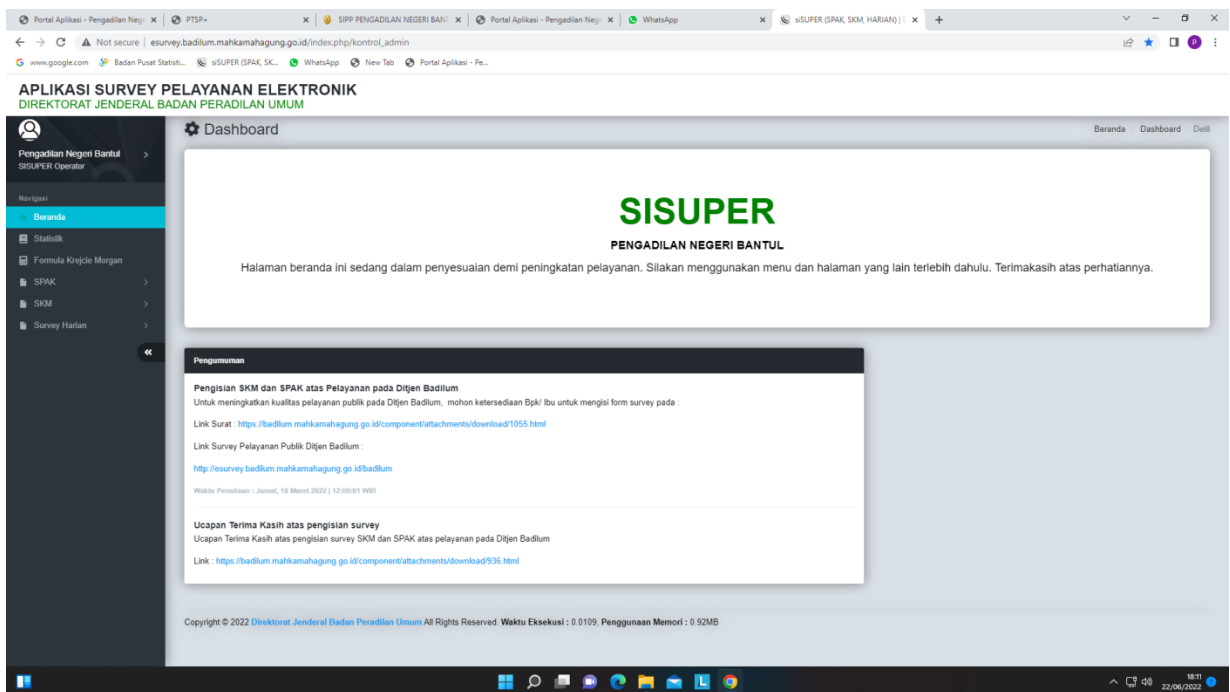 Portal Aplikasi - Pengadilan Nege
PTSP+
SIPP PENGADILAN NEGERI BANT
Portal Aplikasi - Pengadilan Nege
WhatsApp
siSUPER (SPAK, SKM, HARIAN) |
Not secure | esurvey.badilum.mahkamahagung.go.id/index.php/kontrol_admin
P
www.google.com
Badan Pusat Statisti...
siSUPER (SPAK, SK...
WhatsApp
New Tab
Portal Aplikasi - Pe...
APLIKASI SURVEY PELAYANAN ELEKTRONIK
DIREKTORAT JENDERAL BADAN PERADILAN UMUM
Pengadilan Negeri Bantul
SISUPER Operator
Navigasi
Beranda
Statistik
Formula Krejcie Morgan
SPAK
SKM
Survey Harian
Dashboard
Beranda
Dashboard
Detil
SISUPER
PENGADILAN NEGERI BANTUL
Halaman beranda ini sedang dalam penyesuaian demi peningkatan pelayanan. Silakan menggunakan menu dan halaman yang lain terlebih dahulu. Terimakasih atas perhatiannya.
Pengumuman
Pengisian SKM dan SPAK atas Pelayanan pada Ditjen Badilum
Untuk meningkatkan kualitas pelayanan publik pada Ditjen Badilum, mohon ketersediaan Bpk/ Ibu untuk mengisi form survey pada :
Link Surat : https://badilum.mahkamahagung.go.id/component/attachments/download/1055.html
Link Survey Pelayanan Publik Ditjen Badilum :
http://esurvey.badilum.mahkamahagung.go.id/badilum
Waktu Penulisan : Jumat, 18 Maret 2022 | 12:09:01 WIB
Ucapan Terima Kasih atas pengisian survey
Ucapan Terima Kasih atas pengisian survey SKM dan SPAK atas pelayanan pada Ditjen Badilum
Link : https://badilum.mahkamahagung.go.id/component/attachments/download/936.html
Copyright © 2022 Direktorat Jenderal Badan Peradilan Umum All Rights Reserved. Waktu Eksekusi : 0.0109, Penggunaan Memori : 0.92MB
L
18:11
22/06/2022